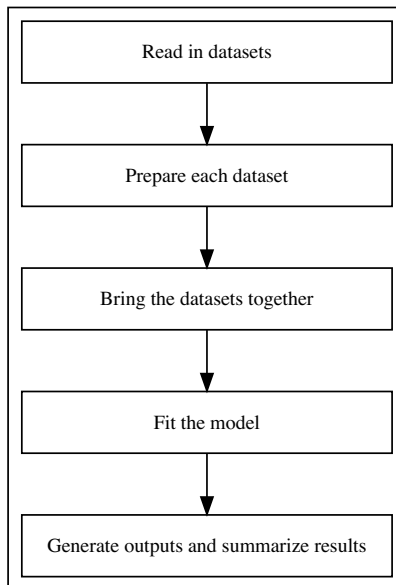 Read in datasets
Prepare each dataset
Bring the datasets together
Fit the model
Generate outputs and summarize results